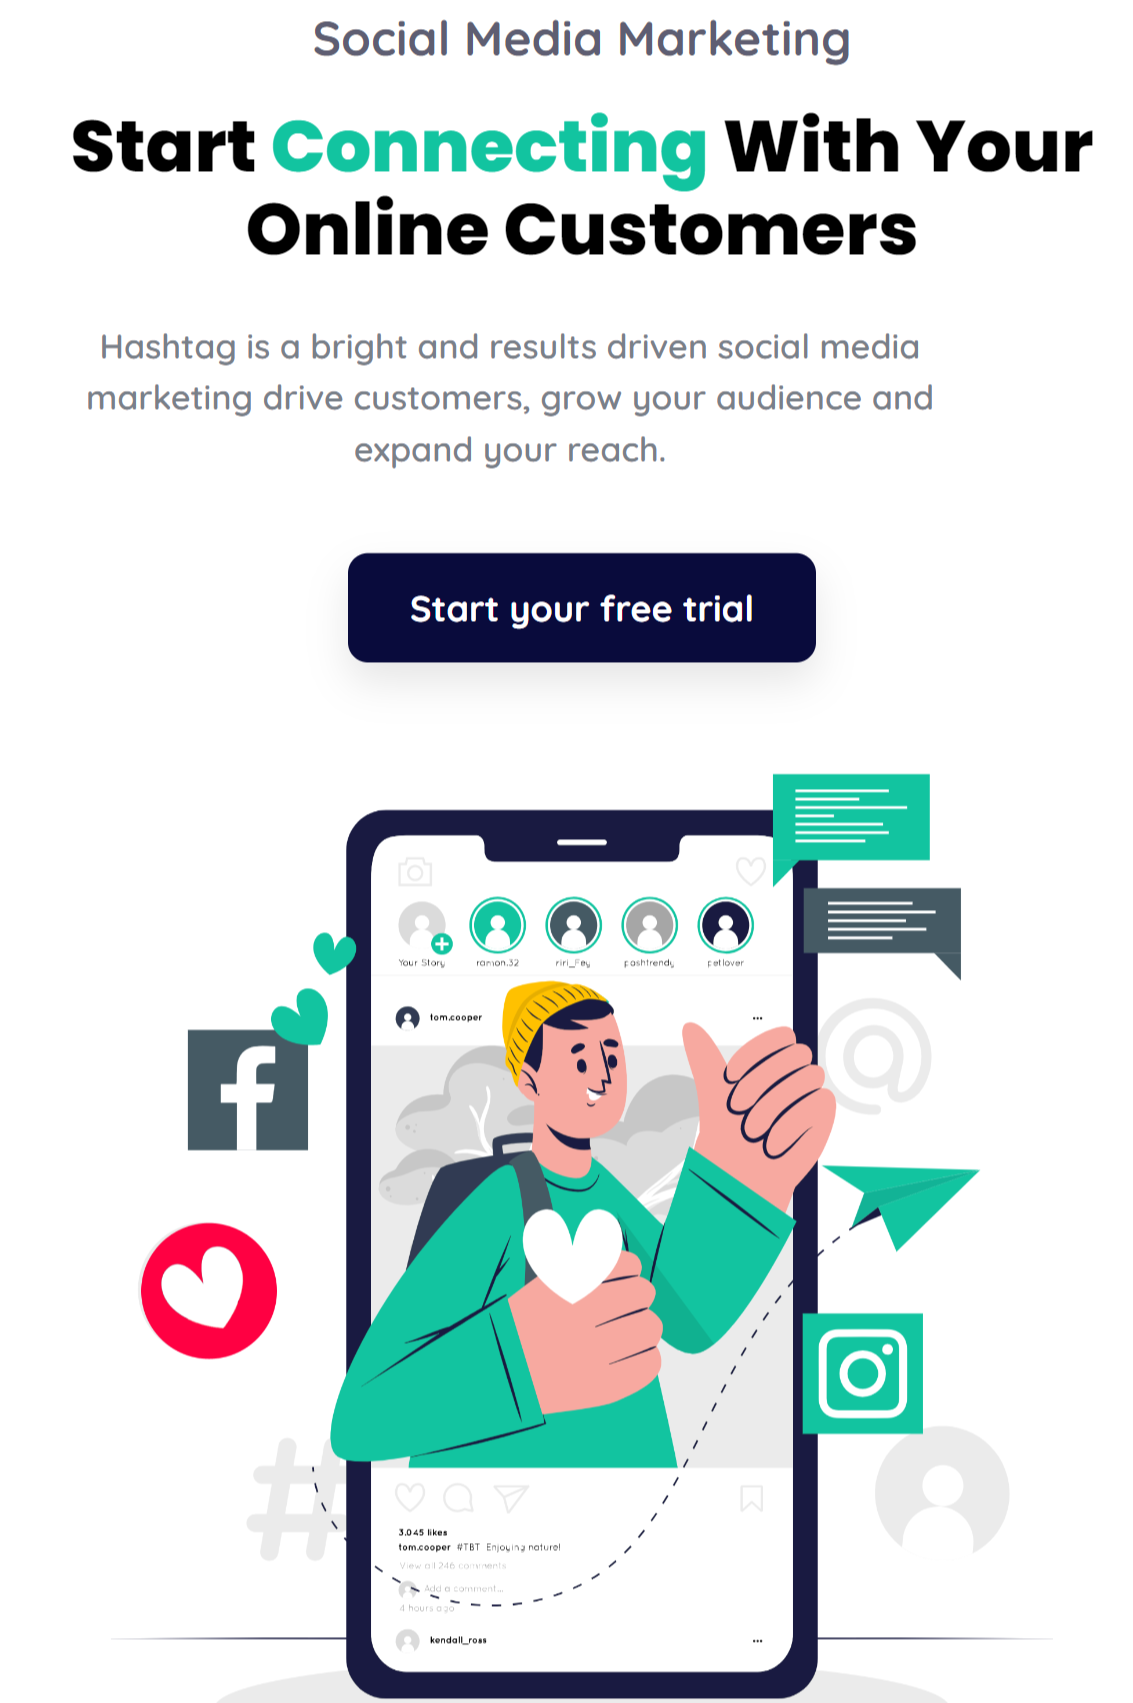 Social Media Marketing
Start Connecting With Your
Online Customers
Hashtag is a bright and results driven social media
marketing drive customers, grow your audience and
expand your reach.
Start your free trial
Your Story
ramon.32
riri_Fey
fashtrendy
petlover
tom.cooper
3.045 likes
tom.cooper #TBT Enjoying nature!
View all 246 comments
Add a comment...
4 hours ago
kendall_ross